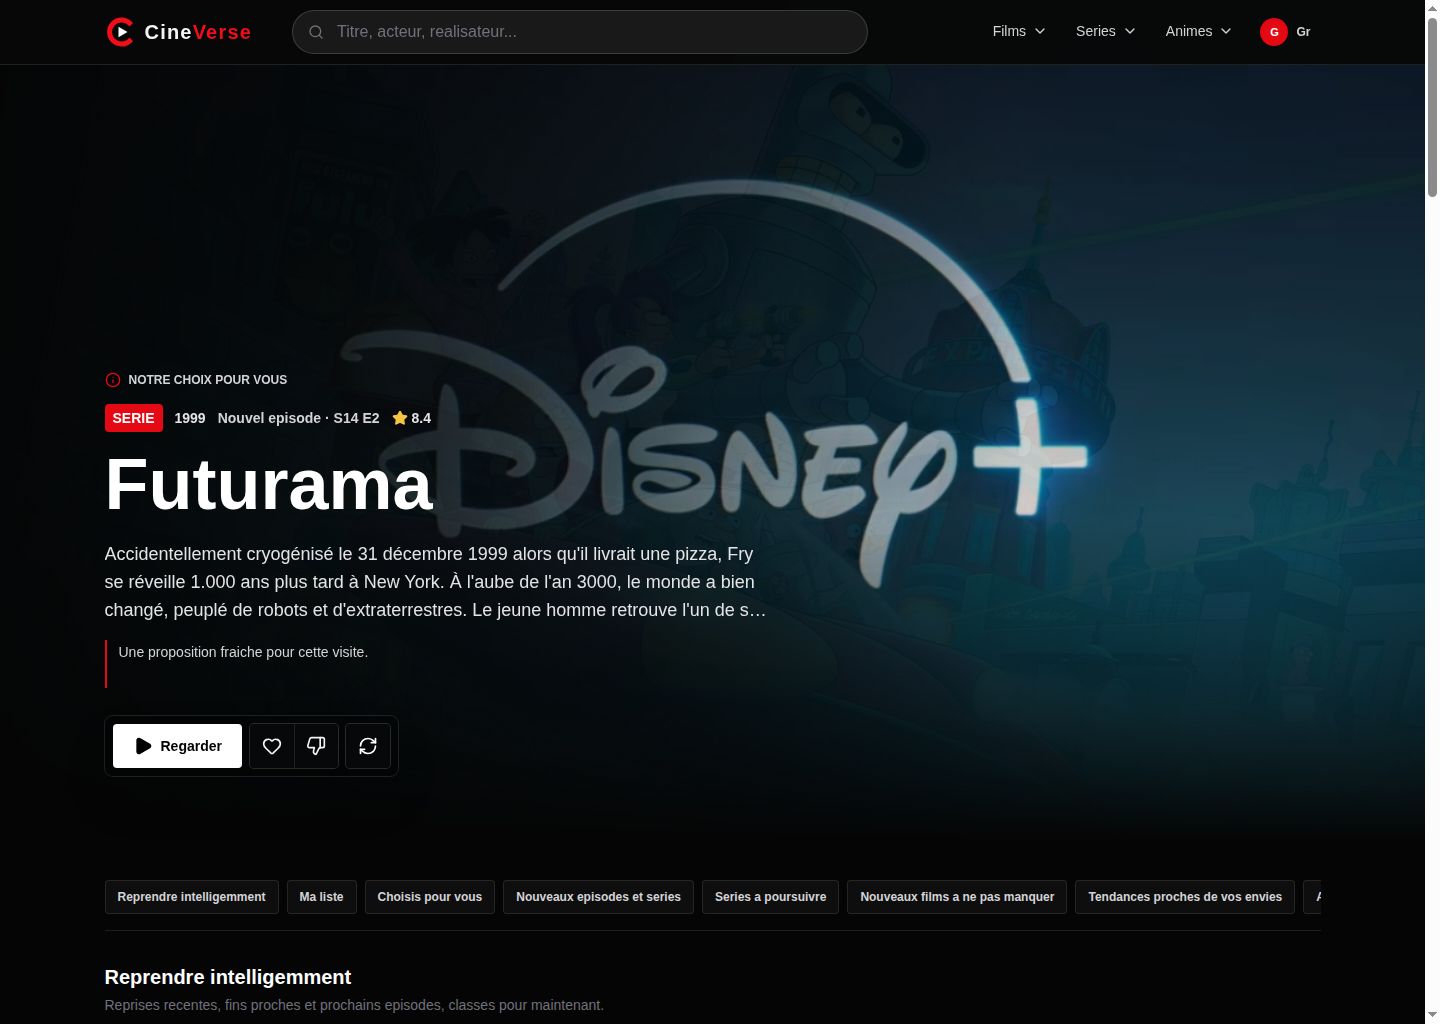 CineVerse
Titre, acteur, realisateur...
Films
Series
Animes
G
Gr
DISNEY+
NOTRE CHOIX POUR VOUS
SERIE 1999 Nouvel episode · S14 E2 8.4
Futurama
Accidentellement cryogénisé le 31 décembre 1999 alors qu'il livrait une pizza, Fry
se réveille 1.000 ans plus tard à New York. À l'aube de l'an 3000, le monde a bien
changé, peuplé de robots et d'extraterrestres. Le jeune homme retrouve l'un de s…
Une proposition fraiche pour cette visite.
Regarder
Reprendre intelligemment
Ma liste
Choisis pour vous
Nouveaux episodes et series
Series a poursuivre
Nouveaux films a ne pas manquer
Tendances proches de vos envies
Reprendre intelligemment
Reprises recentes, fins proches et prochains episodes, classes pour maintenant.